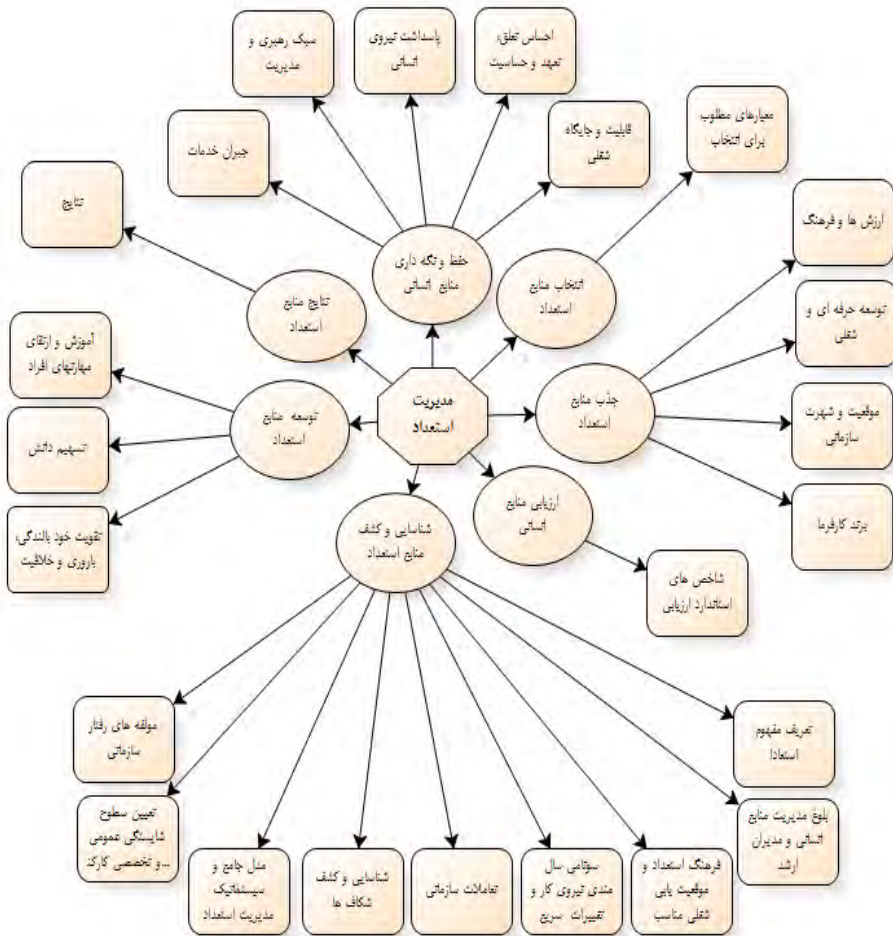 سبک رهبری و
مدیریت
پاسداشت نیروی
انسانی
احساس تعلق،
تعهد و حساسیت
معیارهای مطلوب
برای انتخاب
جبران خدمات
قابلیت و جایگاه
شغلی
نتایج
ارزش ها و فرهنگ
حفظ و نگه داری
منابع انسانی
انتخاب منابع
استعداد
نتایج منابع
استعداد
توسعه حرفه ای و
شغلی
آموزش و ارتقای
مهارتهای افراد
توسعه منابع
استعداد
مدیریت
استعداد
جذب منابع
استعداد
موقعیت و شهرت
سازمانی
تسهیم دانش
برند کارفرما
تقویت خود بالندگی،
باروری و خلاقیت
شناسایی و کشف
منابع استعداد
ارزیابی منابع
انسانی
شاخص های
استاندارد ارزیابی
مولفه های رفتار
سازمانی
تعریف مفهوم
استعدادا
تعیین سطوح
شایستگی عمومی
و تخصصی کارکن...
بلوغ مدیریت منابع
انسانی و مدیران
ارشد
مدل جامع و
سیستماتیک
مدیریت استعداد
شناسایی و کشف
شکاف ها
تعاملات سازمانی
سونامی سال
مندی نیروی کار و
تغییرات سریع
فرهنگ استعداد و
موقعیت یابی
شغلی مناسب